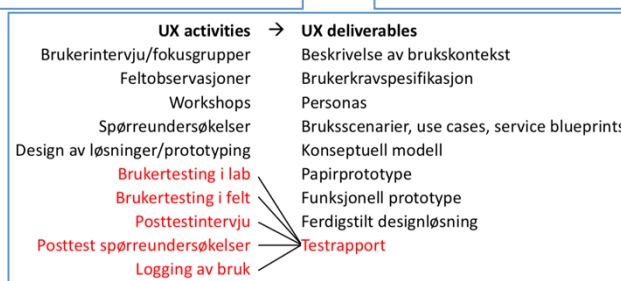 UX activities → UX deliverables
Brukerintervju/fokusgrupper Beskrivelse av brukskontekst
Feltobservasjoner Brukerkravspesifikasjon
Workshops Personas
Spørreundersøkelser Bruksscenarier, use cases, service blueprints
Design av løsninger/prototyping Konseptuell modell
Brukertesting i lab Papirprototype
Brukertesting i felt Funksjonell prototype
Posttestintervju Ferdigstilt designløsning
Posttest spørreundersøkelser Testrapport
Logging av bruk